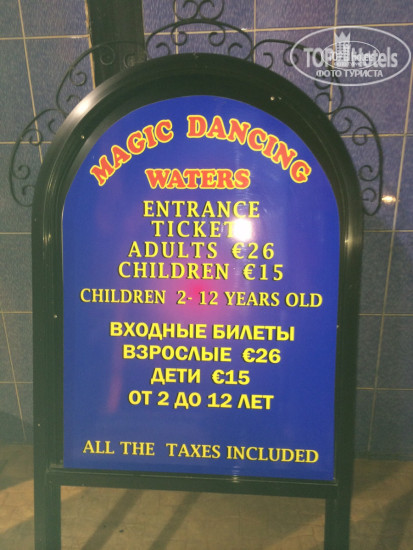 TOPHotels
ФОТО ТУРИСТА
MAGIC DANCING
WATERS
ENTRANCE
TICKET
ADULTS €26
CHILDREN €15
CHILDREN 2-12 YEARS OLD
ВХОДНЫЕ БИЛЕТЫ
ВЗРОСЛЫЕ €26
ДЕТИ €15
ОТ 2 ДО 12 ЛЕТ
ALL THE TAXES INCLUDED